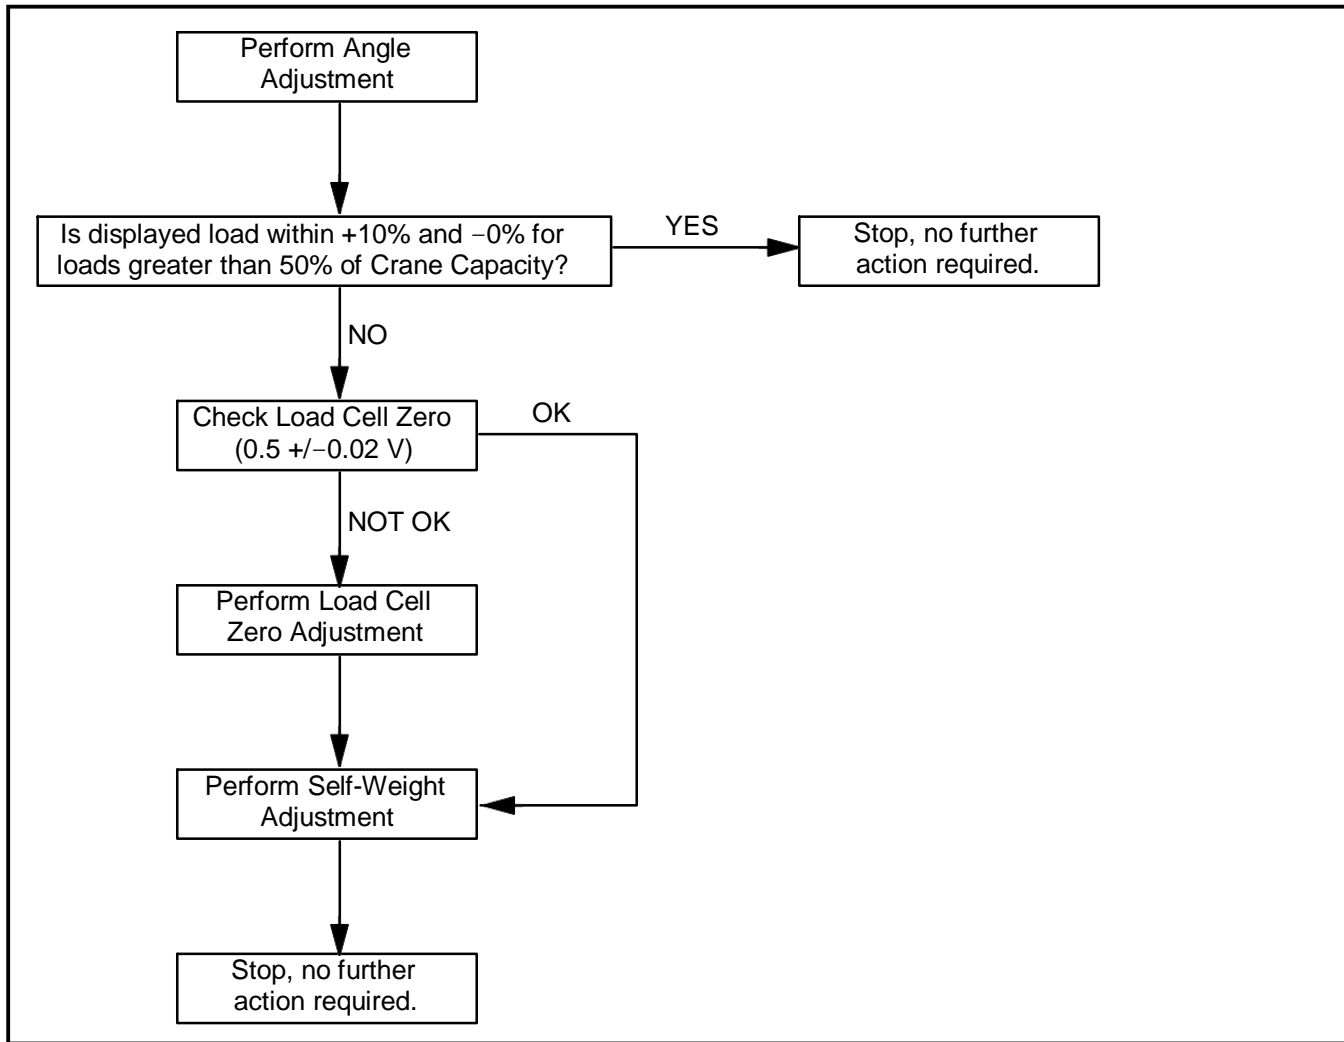 Perform Angle
Adjustment
Is displayed load within +10% and −0% for
loads greater than 50% of Crane Capacity?
YES
Stop, no further
action required.
NO
Check Load Cell Zero
(0.5 +/−0.02 V)
OK
NOT OK
Perform Load Cell
Zero Adjustment
Perform Self-Weight
Adjustment
Stop, no further
action required.